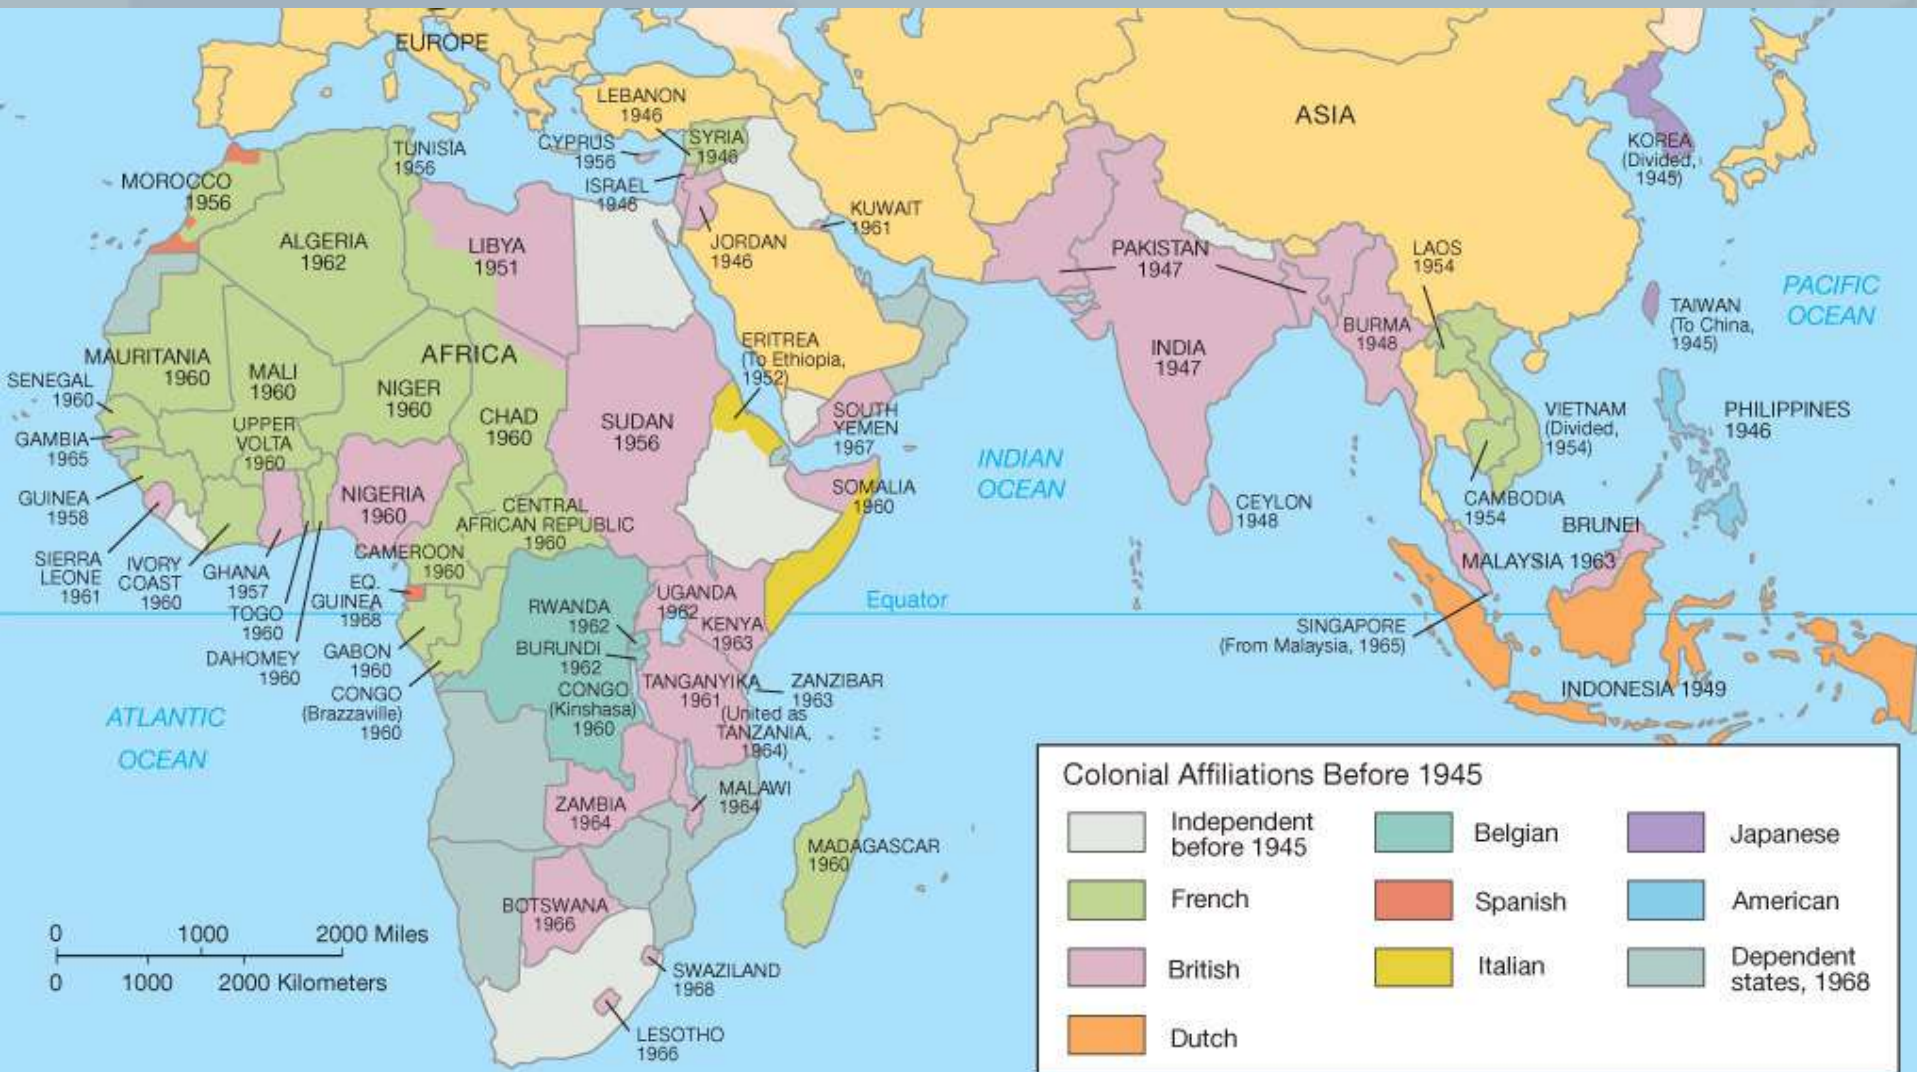 EUROPE
ASIA
LEBANON
1946
CYPRUS
1956
SYRIA
1946
TUNISIA
1956
ISRAEL
1948
MOROCCO
1956
KUWAIT
1961
ALGERIA
1962
LIBYA
1951
JORDAN
1946
PAKISTAN
1947
LAOS
1954
KOREA
(Divided,
1945)
PACIFIC
OCEAN
TAIWAN
(To China,
1945)
MAURITANIA
1960
MALI
1960
AFRICA
NIGER
1960
CHAD
1960
SUDAN
1956
ERITREA
(To Ethiopia,
1952)
INDIA
1947
BURMA
1948
SENEGAL
1960
GAMBIA
1965
UPPER
VOLTA
1960
SOUTH
YEMEN
1967
VIETNAM
(Divided,
1954)
PHILIPPINES
1946
GUINEA
1958
NIGERIA
1960
CENTRAL
AFRICAN REPUBLIC
1960
SOMALIA
1960
INDIAN
OCEAN
CEYLON
1948
CAMBODIA
1954
BRUNEI
MALAYSIA 1963
SIERRA
LEONE
1961
IVORY
COAST
1960
GHANA
1957
TOGO
1960
DAHOMEY
1960
CAMEROON
1960
EQ.
GUINEA
1968
GABON
1960
CONGO
(Brazzaville)
1960
RWANDA
1962
BURUNDI
1962
CONGO
(Kinshasa)
1960
UGANDA
1962
KENYA
1963
Equator
SINGAPORE
(From Malaysia, 1965)
INDONESIA 1949
TANGANYIKA
1961
(United as
TANZANIA,
1964)
ZANZIBAR
1963
ATLANTIC
OCEAN
ZAMBIA
1964
MALAWI
1964
MADAGASCAR
1960
BOTSWANA
1966
SWAZILAND
1968
LESOTHO
1966
0 1000 2000 Miles
0 1000 2000 Kilometers
Colonial Affiliations Before 1945
Independent
before 1945
French
British
Dutch
Belgian
Spanish
Italian
Japanese
American
Dependent
states, 1968